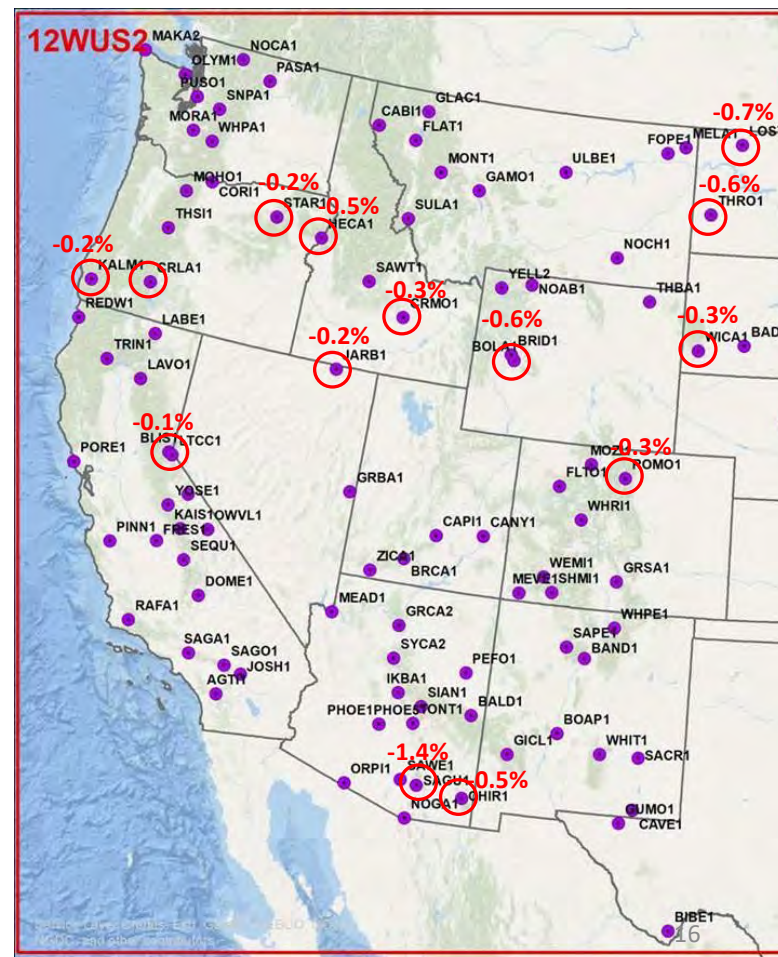 12WUS2
MAKA2
OLYM1
NOCA1
PASA1
PUSO1
SNPA1
MORA1
WHPA1
GLAC1
CABI1
FLAT1
-0.7%
MELA1
FOPE1
MONT1
ULBE1
GAMO1
MOHO1
CORI1
-0.2%
STAR1
-0.5%
HECA1
SULA1
-0.6%
THRO1
THSI1
NOCH1
-0.2%
KALM1
CRLA1
SAWT1
YELL2
NOAB1
THBA1
REDW1
-0.3%
CRMO1
-0.3%
WICA1
LABE1
-0.6%
BOLA1
BRID1
TRIN1
-0.2%
JARB1
LAVO1
-0.1%
BLIS1
LTCC1
PORE1
-0.3%
MOZI1
ROMO1
FLTO1
GRBA1
YOSE1
WHRI1
KAIS1
OWVL1
PINN1
FRES1
CAPI1
CANY1
SEQU1
ZICA1
BRCA1
WEMI1
MEVE1
SHMI1
GRSA1
DOME1
MEAD1
RAFA1
GRCA2
WHPE1
SAGA1
SAGO1
JOSH1
SYCA2
SAPE1
BAND1
PEFO1
AGTI1
IKBA1
SIAN1
PHOE1
PHOE5
TONT1
BALD1
BOAP1
GICL1
WHIT1
SACR1
-1.4%
ORPI1
SAWE1
SAGU1
-0.5%
CHIR1
NOGA1
GUMO1
CAVE1
BIBE1
16